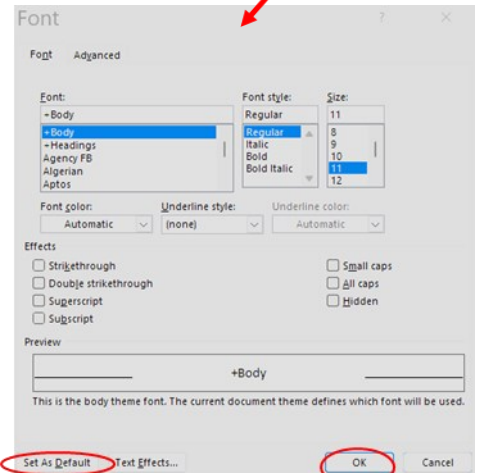 Font ? ×
Font Advanced
Font: Font style: Size:
+Body Regular 11
+Body Regular 8
+Headings Italic 9
Agency FB Bold 10
Algerian Bold Italic 11
Aptos 12
Font color: Underline style: Underline color:
Automatic (none) Automatic
Effects
Strikethrough Small caps
Double strikethrough All caps
Superscript Hidden
Subscript
Preview
+Body
This is the body theme font. The current document theme defines which font will be used.
Set As Default Text Effects... OK Cancel